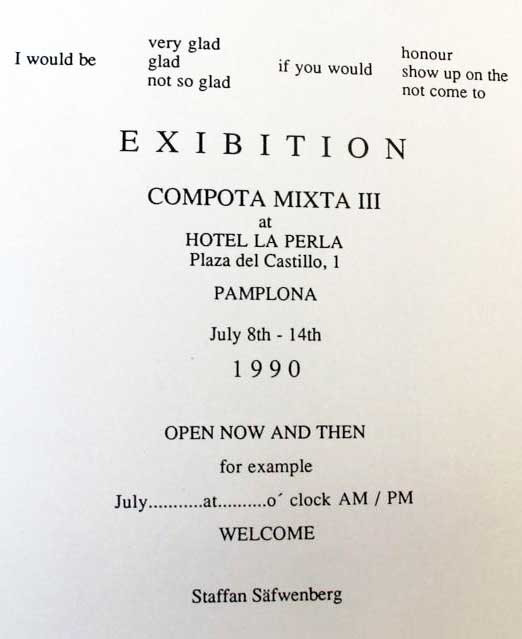 I would be very glad glad not so glad if you would honour show up on the not come to
EXIBITION
COMPOTA MIXTA III
at
HOTEL LA PERLA
Plaza del Castillo, 1
PAMPLONA
July 8th - 14th
1990
OPEN NOW AND THEN
for example
July...........at..........o´ clock AM / PM
WELCOME
Staffan Säfwenberg